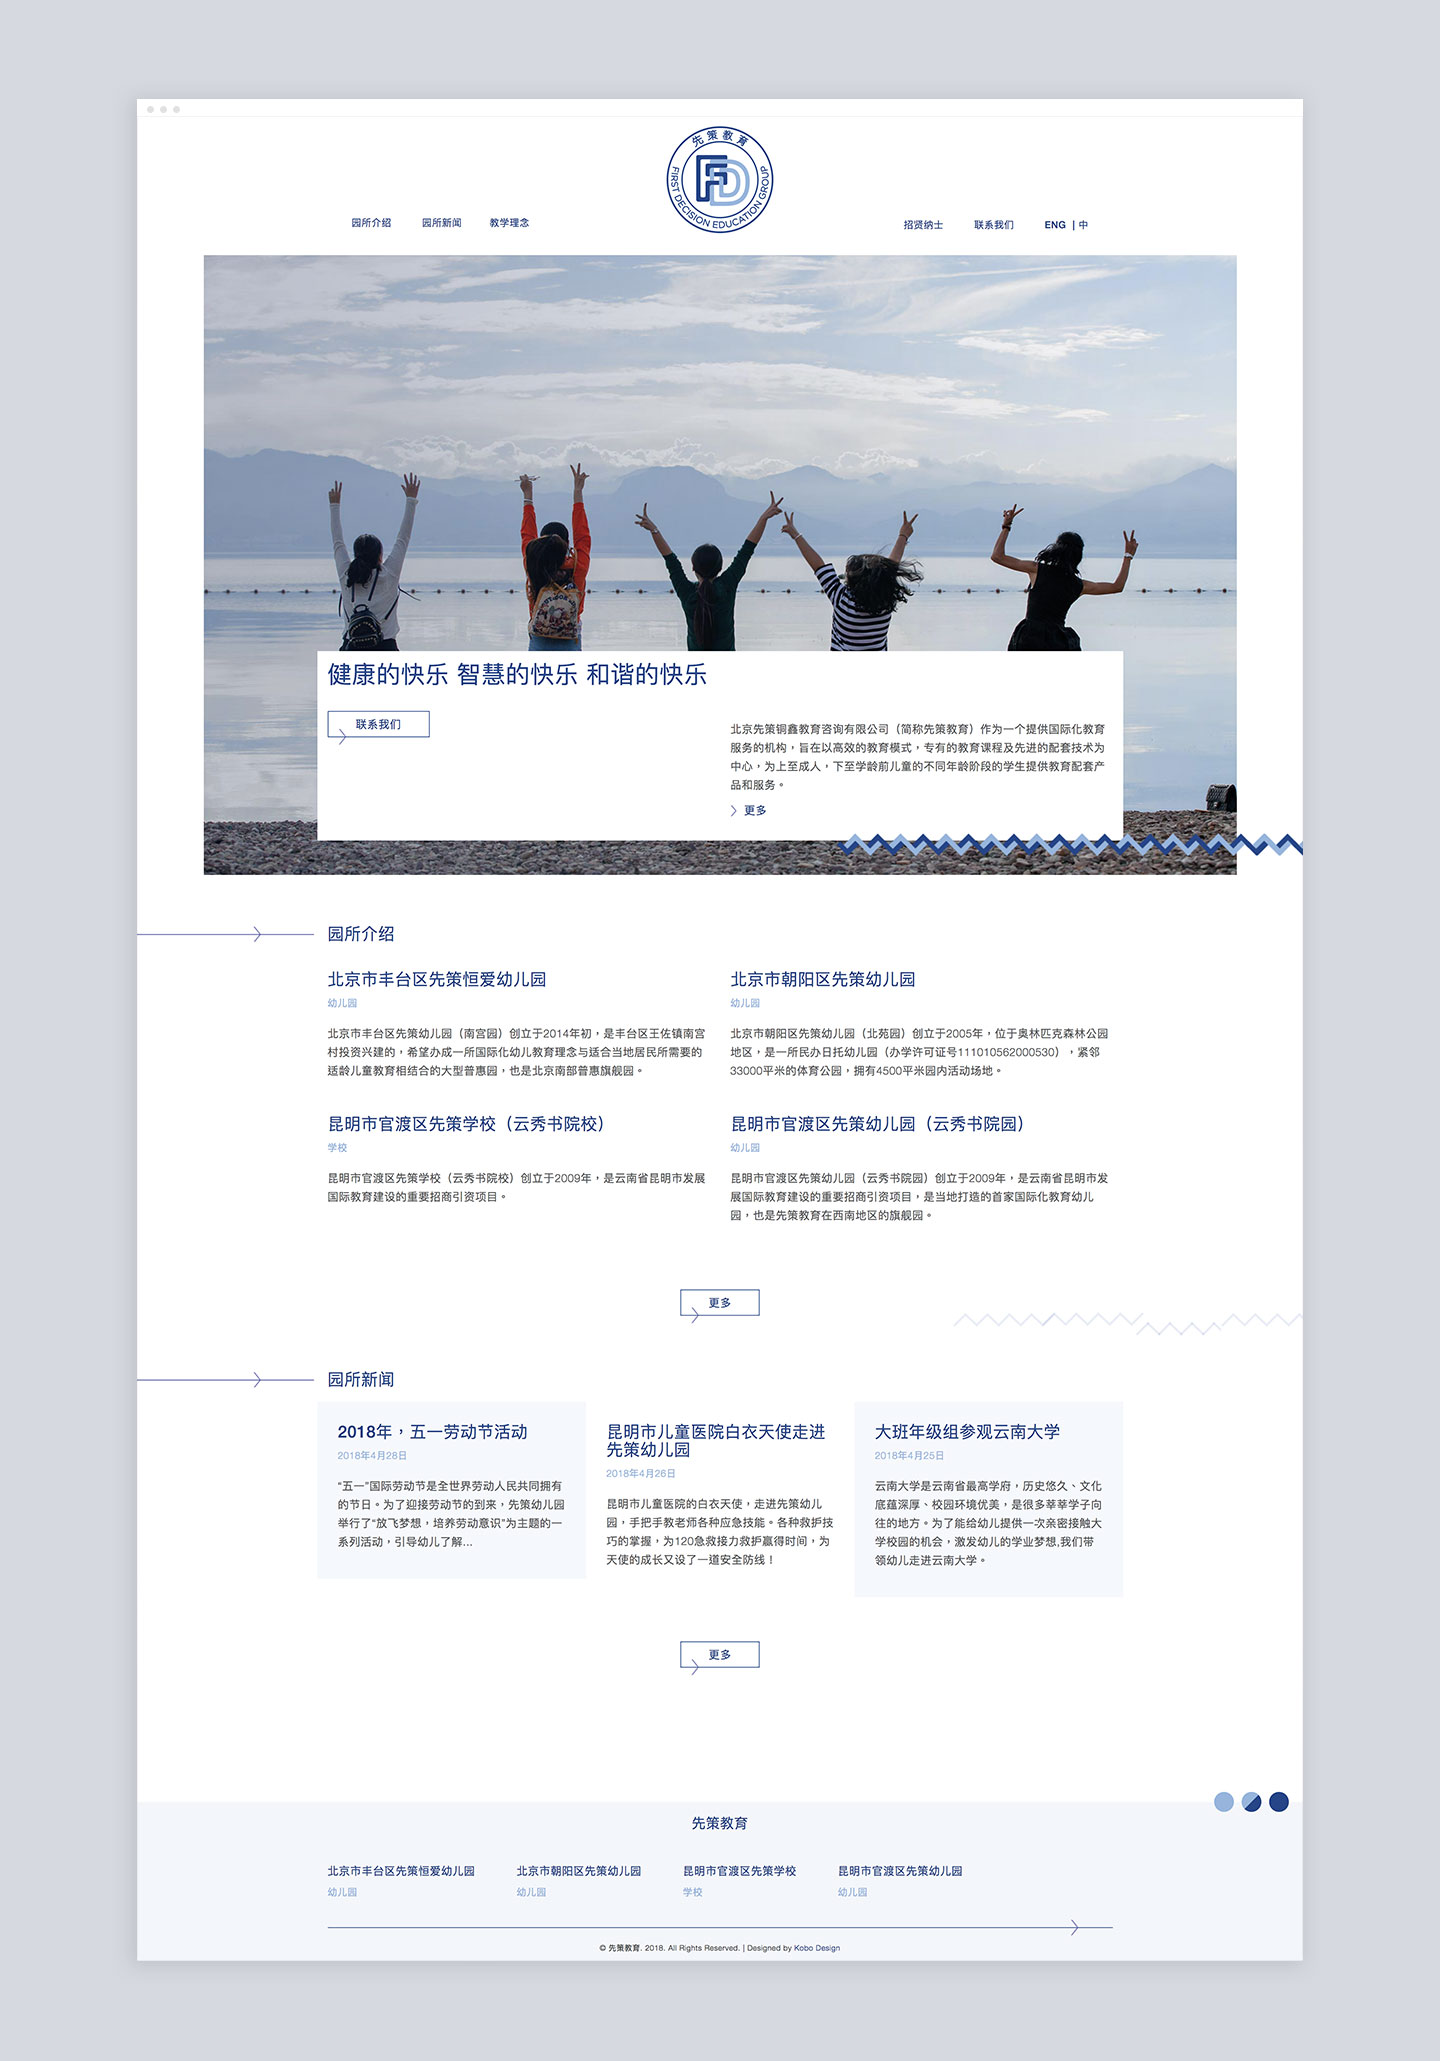 先策教育
FIRST DECISION EDUCATION GROUP
FD
园所介绍 园所新闻 教学理念
招贤纳士 联系我们 ENG | 中
健康的快乐 智慧的快乐 和谐的快乐
联系我们
北京先策铜鑫教育咨询有限公司（简称先策教育）作为一个提供国际化教育
服务的机构，旨在以高效的教育模式，专有的教育课程及先进的配套技术为
中心，为上至成人，下至学龄前儿童的不同年龄阶段的学生提供教育配套产
品和服务。
更多
园所介绍
北京市丰台区先策恒爱幼儿园
幼儿园
北京市丰台区先策幼儿园（南宫园）创立于2014年初，是丰台区王佐镇南宫
村投资兴建的，希望办成一所国际化幼儿教育理念与适合当地居民所需要的
适龄儿童教育相结合的大型普惠园，也是北京南部普惠旗舰园。
北京市朝阳区先策幼儿园
幼儿园
北京市朝阳区先策幼儿园（北苑园）创立于2005年，位于奥林匹克森林公园
地区，是一所民办日托幼儿园（办学许可证号111010562000530），紧邻
33000平米的体育公园，拥有4500平米园内活动场地。
昆明市官渡区先策学校（云秀书院校）
学校
昆明市官渡区先策学校（云秀书院校）创立于2009年，是云南省昆明市发展
国际教育建设的重要招商引资项目。
昆明市官渡区先策幼儿园（云秀书院园）
幼儿园
昆明市官渡区先策幼儿园（云秀书院园）创立于2009年，是云南省昆明市发
展国际教育建设的重要招商引资项目，是当地打造的首家国际化教育幼儿
园，也是先策教育在西南地区的旗舰园。
更多
园所新闻
2018年，五一劳动节活动
2018年4月28日
“五一”国际劳动节是全世界劳动人民共同拥有
的节日。为了迎接劳动节的到来，先策幼儿园
举行了“放飞梦想，培养劳动意识”为主题的一
系列活动，引导幼儿了解...
昆明市儿童医院白衣天使走进
先策幼儿园
2018年4月26日
昆明市儿童医院的白衣天使，走进先策幼儿
园，手把手教老师各种应急技能。各种救护技
巧的掌握，为120急救接力救护赢得时间，为
天使的成长又设了一道安全防线！
大班年级组参观云南大学
2018年4月25日
云南大学是云南省最高学府，历史悠久、文化
底蕴深厚、校园环境优美，是很多莘莘学子向
往的地方。为了能给幼儿提供一次亲密接触大
学校园的机会，激发幼儿的学业梦想,我们带
领幼儿走进云南大学。
更多
先策教育
北京市丰台区先策恒爱幼儿园 北京市朝阳区先策幼儿园 昆明市官渡区先策学校 昆明市官渡区先策幼儿园
幼儿园 幼儿园 学校 幼儿园
© 先策教育. 2018. All Rights Reserved. | Designed by Kobo Design